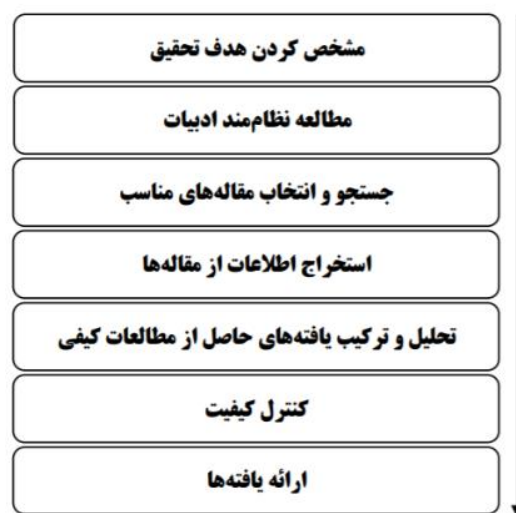 مشخص کردن هدف تحقیق
مطالعه نظام‌مند ادبیات
جستجو و انتخاب مقاله‌های مناسب
استخراج اطلاعات از مقاله‌ها
تحلیل و ترکیب یافته‌های حاصل از مطالعات کیفی
کنترل کیفیت
ارائه یافته‌ها